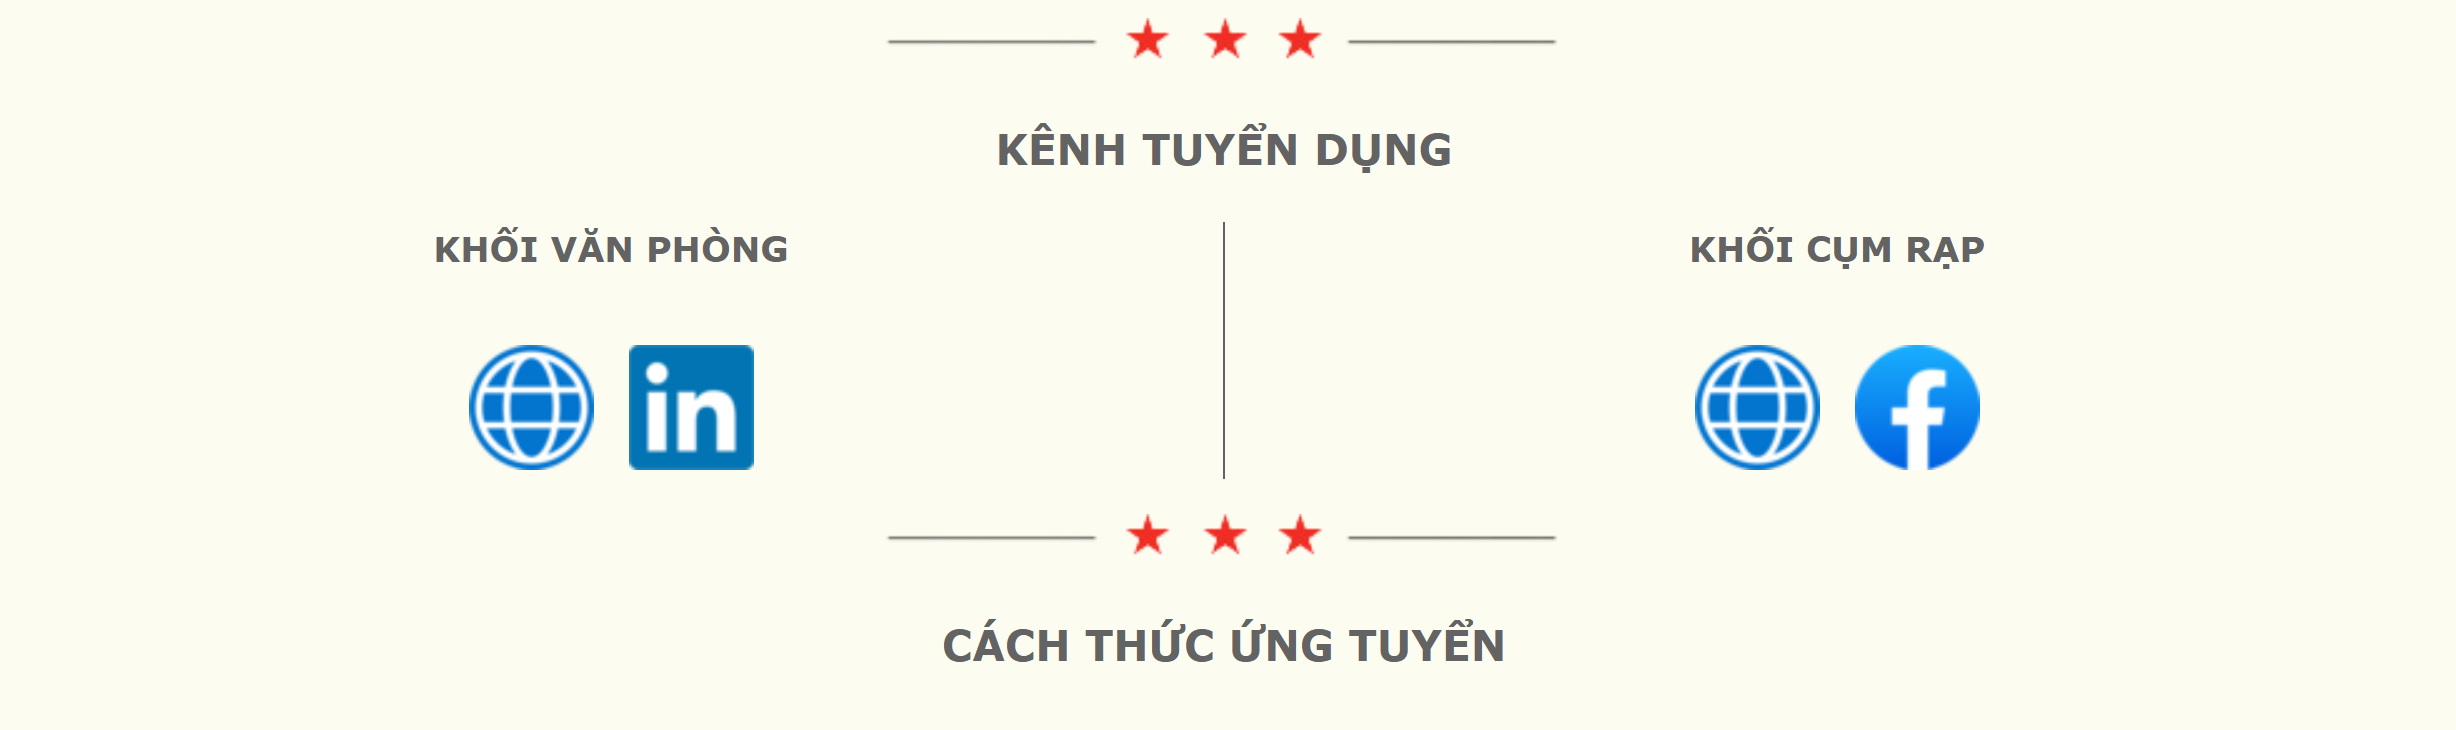 KÊNH TUYỂN DỤNG
KHỐI VĂN PHÒNG
KHỐI CỤM RẠP
in
f
CÁCH THỨC ỨNG TUYỂN